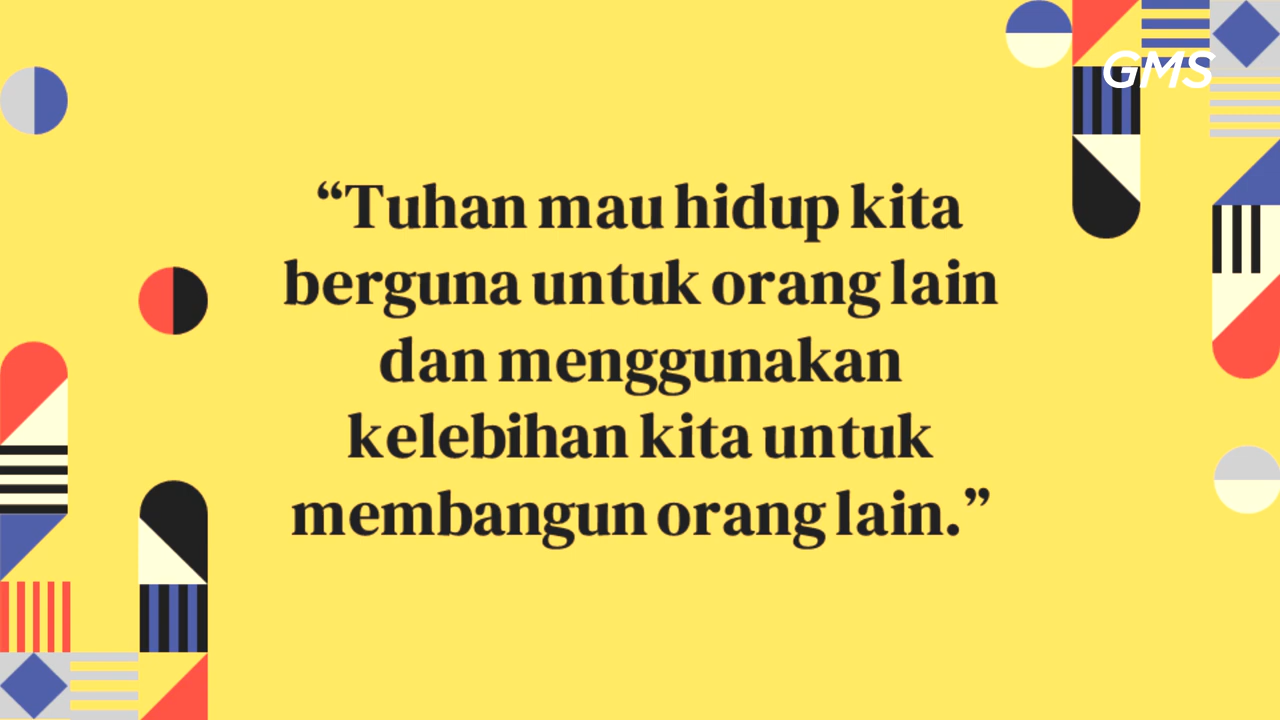 GMS
“Tuhan mau hidup kita
berguna untuk orang lain
dan menggunakan
kelebihan kita untuk
membangun orang lain.”